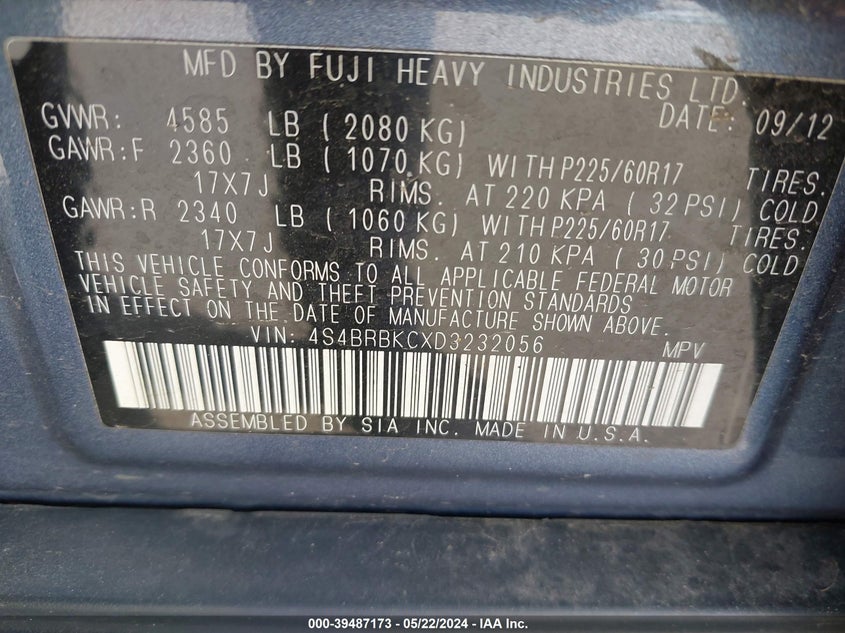 MFD BY FUJI HEAVY INDUSTRIES LTD.
DATE: 09/12
GVWR: 4585 LB ( 2080 KG)
GAWR:F 2360 LB ( 1070 KG) WITH P225/60R17 TIRES.
17X7J RIMS. AT 220 KPA ( 32 PSI) COLD.
GAWR:R 2340 LB ( 1060 KG) WITH P225/60R17 TIRES.
17X7J RIMS. AT 210 KPA ( 30 PSI) COLD
THIS VEHICLE CONFORMS TO ALL APPLICABLE FEDERAL MOTOR
VEHICLE SAFETY AND THEFT PREVENTION STANDARDS
IN EFFECT ON THE DATE OF MANUFACTURE SHOWN ABOVE.
VIN: 4S4BRBKCXD3232056 MPV
ASSEMBLED BY SIA INC. MADE IN U.S.A.
000-39487173 - 05/22/2024 - IAA Inc.